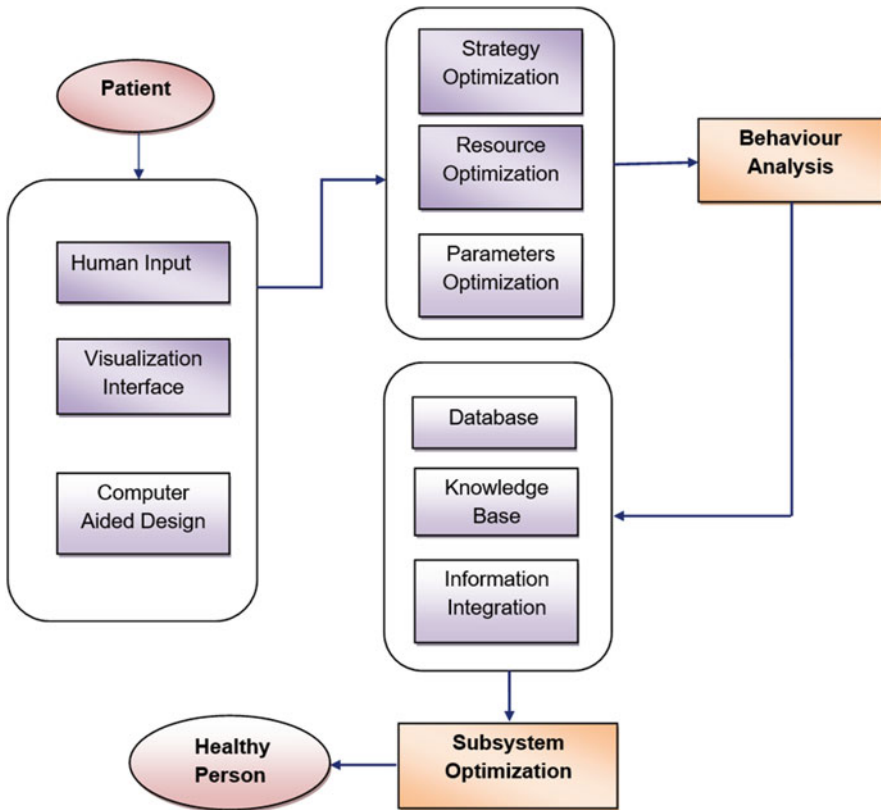 Patient
Human Input
Visualization
Interface
Computer
Aided Design
Strategy
Optimization
Resource
Optimization
Parameters
Optimization
Behaviour
Analysis
Database
Knowledge
Base
Information
Integration
Subsystem
Optimization
Healthy
Person